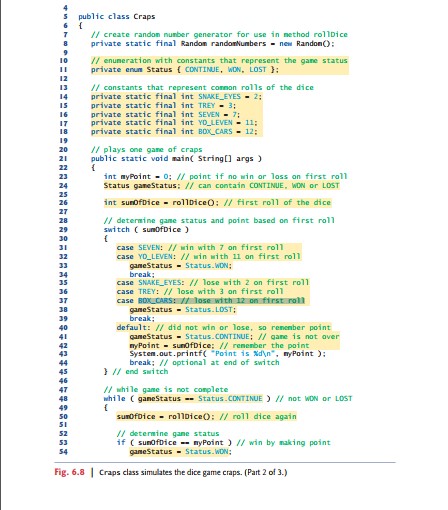 4
5 public class Craps
6 {
7 // create random number generator for use in method rollDice
8 private static final Random randomNumbers = new Random();
9
10 // enumeration with constants that represent the game status
11 private enum Status { CONTINUE, WON, LOST };
12
13 // constants that represent common rolls of the dice
14 private static final int SNAKE_EYES = 2;
15 private static final int TREY = 3;
16 private static final int SEVEN = 7;
17 private static final int YO_LEVEN = 11;
18 private static final int BOX_CARS = 12;
19
20 // plays one game of craps
21 public static void main( String[] args )
22 {
23 int myPoint = 0; // point if no win or loss on first roll
24 Status gameStatus; // can contain CONTINUE, WON or LOST
25
26 int sumOfDice = rollDice(); // first roll of the dice
27
28 // determine game status and point based on first roll
29 switch ( sumOfDice )
30 {
31 case SEVEN: // win with 7 on first roll
32 case YO_LEVEN: // win with 11 on first roll
33 gameStatus = Status.WON;
34 break;
35 case SNAKE_EYES: // lose with 2 on first roll
36 case TREY: // lose with 3 on first roll
37 case BOX_CARS: // lose with 12 on first roll
38 gameStatus = Status.LOST;
39 break;
40 default: // did not win or lose, so remember point
41 gameStatus = Status.CONTINUE; // game is not over
42 myPoint = sumOfDice; // remember the point
43 System.out.printf( "Point is %d\n", myPoint );
44 break; // optional at end of switch
45 } // end switch
46
47 // while game is not complete
48 while ( gameStatus == Status.CONTINUE ) // not WON or LOST
49 {
50 sumOfDice = rollDice(); // roll dice again
51
52 // determine game status
53 if ( sumOfDice == myPoint ) // win by making point
54 gameStatus = Status.WON;
Fig. 6.8 | Craps class simulates the dice game craps. (Part 2 of 3.)